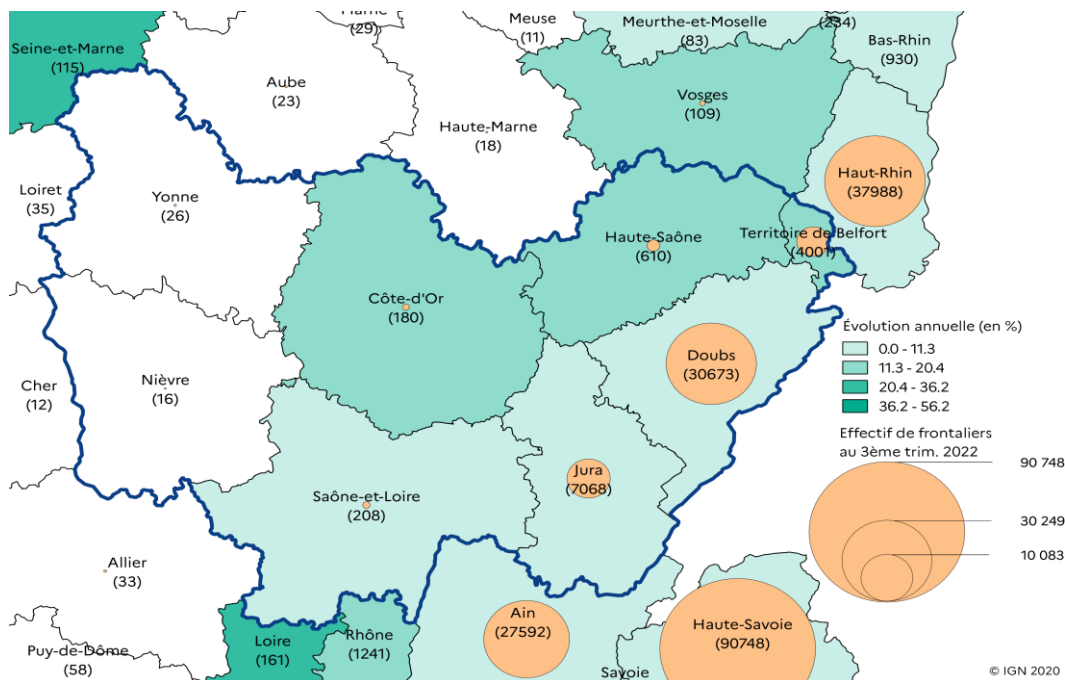 Marne
(29)
Meuse
(11)
Meurthe-et-Moselle
(83)
(234)
Bas-Rhin
(930)
Seine-et-Marne
(115)
Aube
(23)
Haute-Marne
(18)
Vosges
(109)
Haut-Rhin
(37988)
Loiret
(35)
Yonne
(26)
Haute-Saône
(610)
Territoire de Belfort
(4001)
Côte-d'Or
(180)
Doubs
(30673)
Cher
(12)
Nièvre
(16)
Jura
(7068)
Saône-et-Loire
(208)
Allier
(33)
Puy-de-Dôme
(58)
Loire
(161)
Rhône
(1241)
Ain
(27592)
Haute-Savoie
(90748)
Savoie
Évolution annuelle (en %)
0.0 - 11.3
11.3 - 20.4
20.4 - 36.2
36.2 - 56.2
Effectif de frontaliers
au 3ème trim. 2022
90 748
30 249
10 083
© IGN 2020